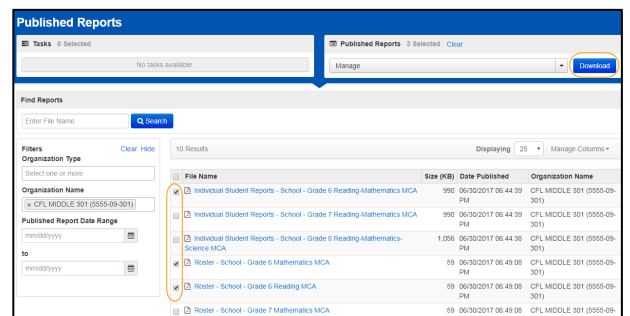 Published Reports
Tasks 0 Selected
No tasks available.
Published Reports 3 Selected Clear
Manage
Download
Find Reports
Enter File Name
Search
Filters Clear Hide
Organization Type
Select one or more
Organization Name
× CFL MIDDLE 301 (5555-09-301)
Published Report Date Range
mm/dd/yyyy
to
mm/dd/yyyy
10 Results Displaying 25 Manage Columns
File Name Size (KB) Date Published Organization Name
Individual Student Reports - School - Grade 6 Reading-Mathematics MCA 990 06/30/2017 06:44:39 CFL MIDDLE 301 (5555-09-
PM 301)
Individual Student Reports - School - Grade 7 Reading-Mathematics MCA 990 06/30/2017 06:44:39 CFL MIDDLE 301 (5555-09-
PM 301)
Individual Student Reports - School - Grade 8 Reading-Mathematics- 1,056 06/30/2017 06:44:38 CFL MIDDLE 301 (5555-09-
Science MCA PM 301)
Roster - School - Grade 6 Mathematics MCA 59 06/30/2017 06:49:08 CFL MIDDLE 301 (5555-09-
PM 301)
Roster - School - Grade 6 Reading MCA 59 06/30/2017 06:49:08 CFL MIDDLE 301 (5555-09-
PM 301)
Roster - School - Grade 7 Mathematics MCA 59 06/30/2017 06:49:08 CFL MIDDLE 301 (5555-09-